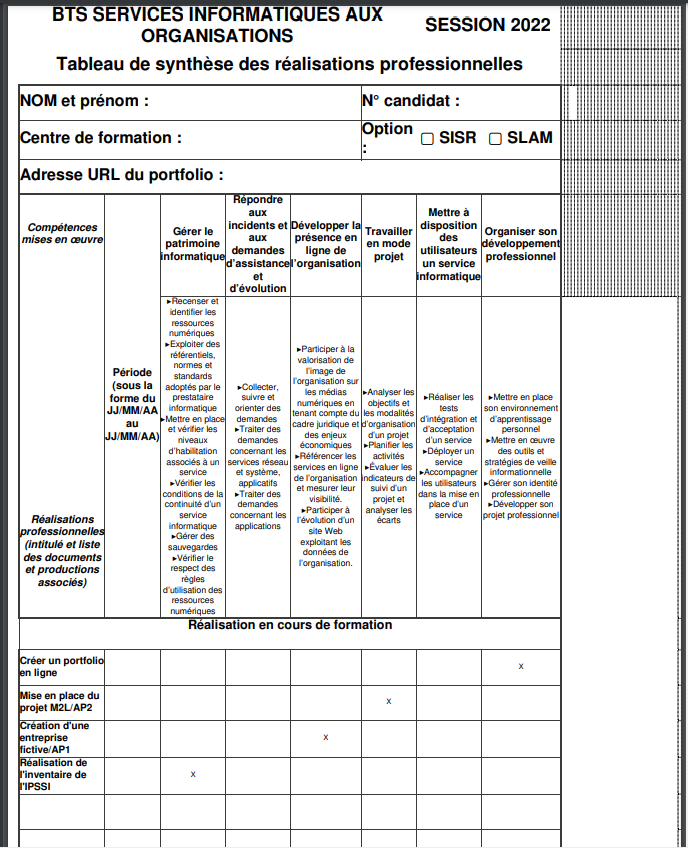 BTS SERVICES INFORMATIQUES AUX
ORGANISATIONS
SESSION 2022
Tableau de synthèse des réalisations professionnelles
NOM et prénom :
N° candidat :
Centre de formation :
Option
:
▢ SISR ▢ SLAM
Adresse URL du portfolio :
Compétences
mises en œuvre
Gérer le
patrimoine
informatique
Répondre
aux
incidents et
aux
demandes
d'assistance
et
d'évolution
Développer la
présence en
ligne de
l'organisation
Travailler
en mode
projet
Mettre à
disposition
des
utilisateurs
un service
informatique
Organiser son
développement
professionnel
Réalisations
professionnelles
(intitulé et liste
des documents
et productions
associés)
Période
(sous la
forme du
JJ/MM/AA
au
JJ/MM/AA)
▸Recenser et
identifier les
ressources
numériques
▸Exploiter des
référentiels,
normes et
standards
adoptés par le
prestataire
informatique
▸Mettre en place
et vérifier les
niveaux
d'habilitation
associés à un
service
▸Vérifier les
conditions de la
continuité d'un
service
informatique
▸Gérer des
sauvegardes
▸Vérifier le
respect des
règles
d'utilisation des
ressources
numériques
▸Collecter,
suivre et
orienter des
demandes
▸Traiter des
demandes
concernant les
services réseau
et système,
applicatifs
▸Traiter des
demandes
concernant les
applications
▸Participer à la
valorisation de
l'image de
l'organisation sur
les médias
numériques en
tenant compte du
cadre juridique et
des enjeux
économiques
▸Référencer les
services en ligne
de l'organisation
et mesurer leur
visibilité.
▸Participer à
l'évolution d'un
site Web
exploitant les
données de
l'organisation.
▸Analyser les
objectifs et
les modalités
d'organisation
d'un projet
▸Planifier les
activités
▸Évaluer les
indicateurs de
suivi d'un
projet et
analyser les
écarts
▸Réaliser les
tests
d'intégration et
d'acceptation
d'un service
▸Déployer un
service
▸Accompagner
les utilisateurs
dans la mise en
place d'un
service
▸Mettre en place
son environnement
d'apprentissage
personnel
▸Mettre en œuvre
des outils et
stratégies de veille
informationnelle
▸Gérer son identité
professionnelle
▸Développer son
projet professionnel
Réalisation en cours de formation
Créer un portfolio
en ligne
x
Mise en place du
projet M2L/AP2
x
Création d'une
entreprise
fictive/AP1
x
Réalisation de
l'inventaire de
l'IPSSI
x